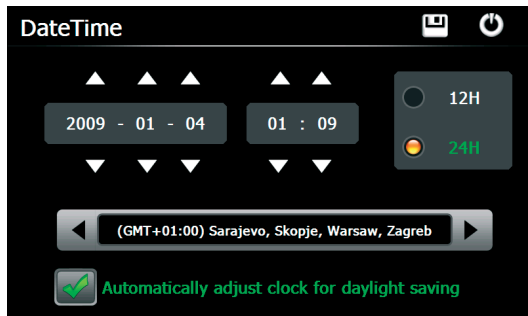 DateTime
2009 - 01 - 04
01 : 09
12H
24H
(GMT+01:00) Sarajevo, Skopje, Warsaw, Zagreb
Automatically adjust clock for daylight saving